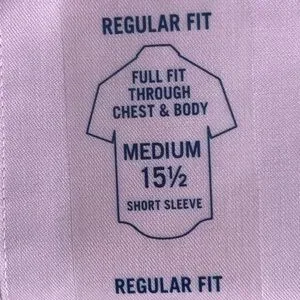 REGULAR FIT
FULL FIT
THROUGH
CHEST & BODY
MEDIUM
15½
SHORT SLEEVE
REGULAR FIT